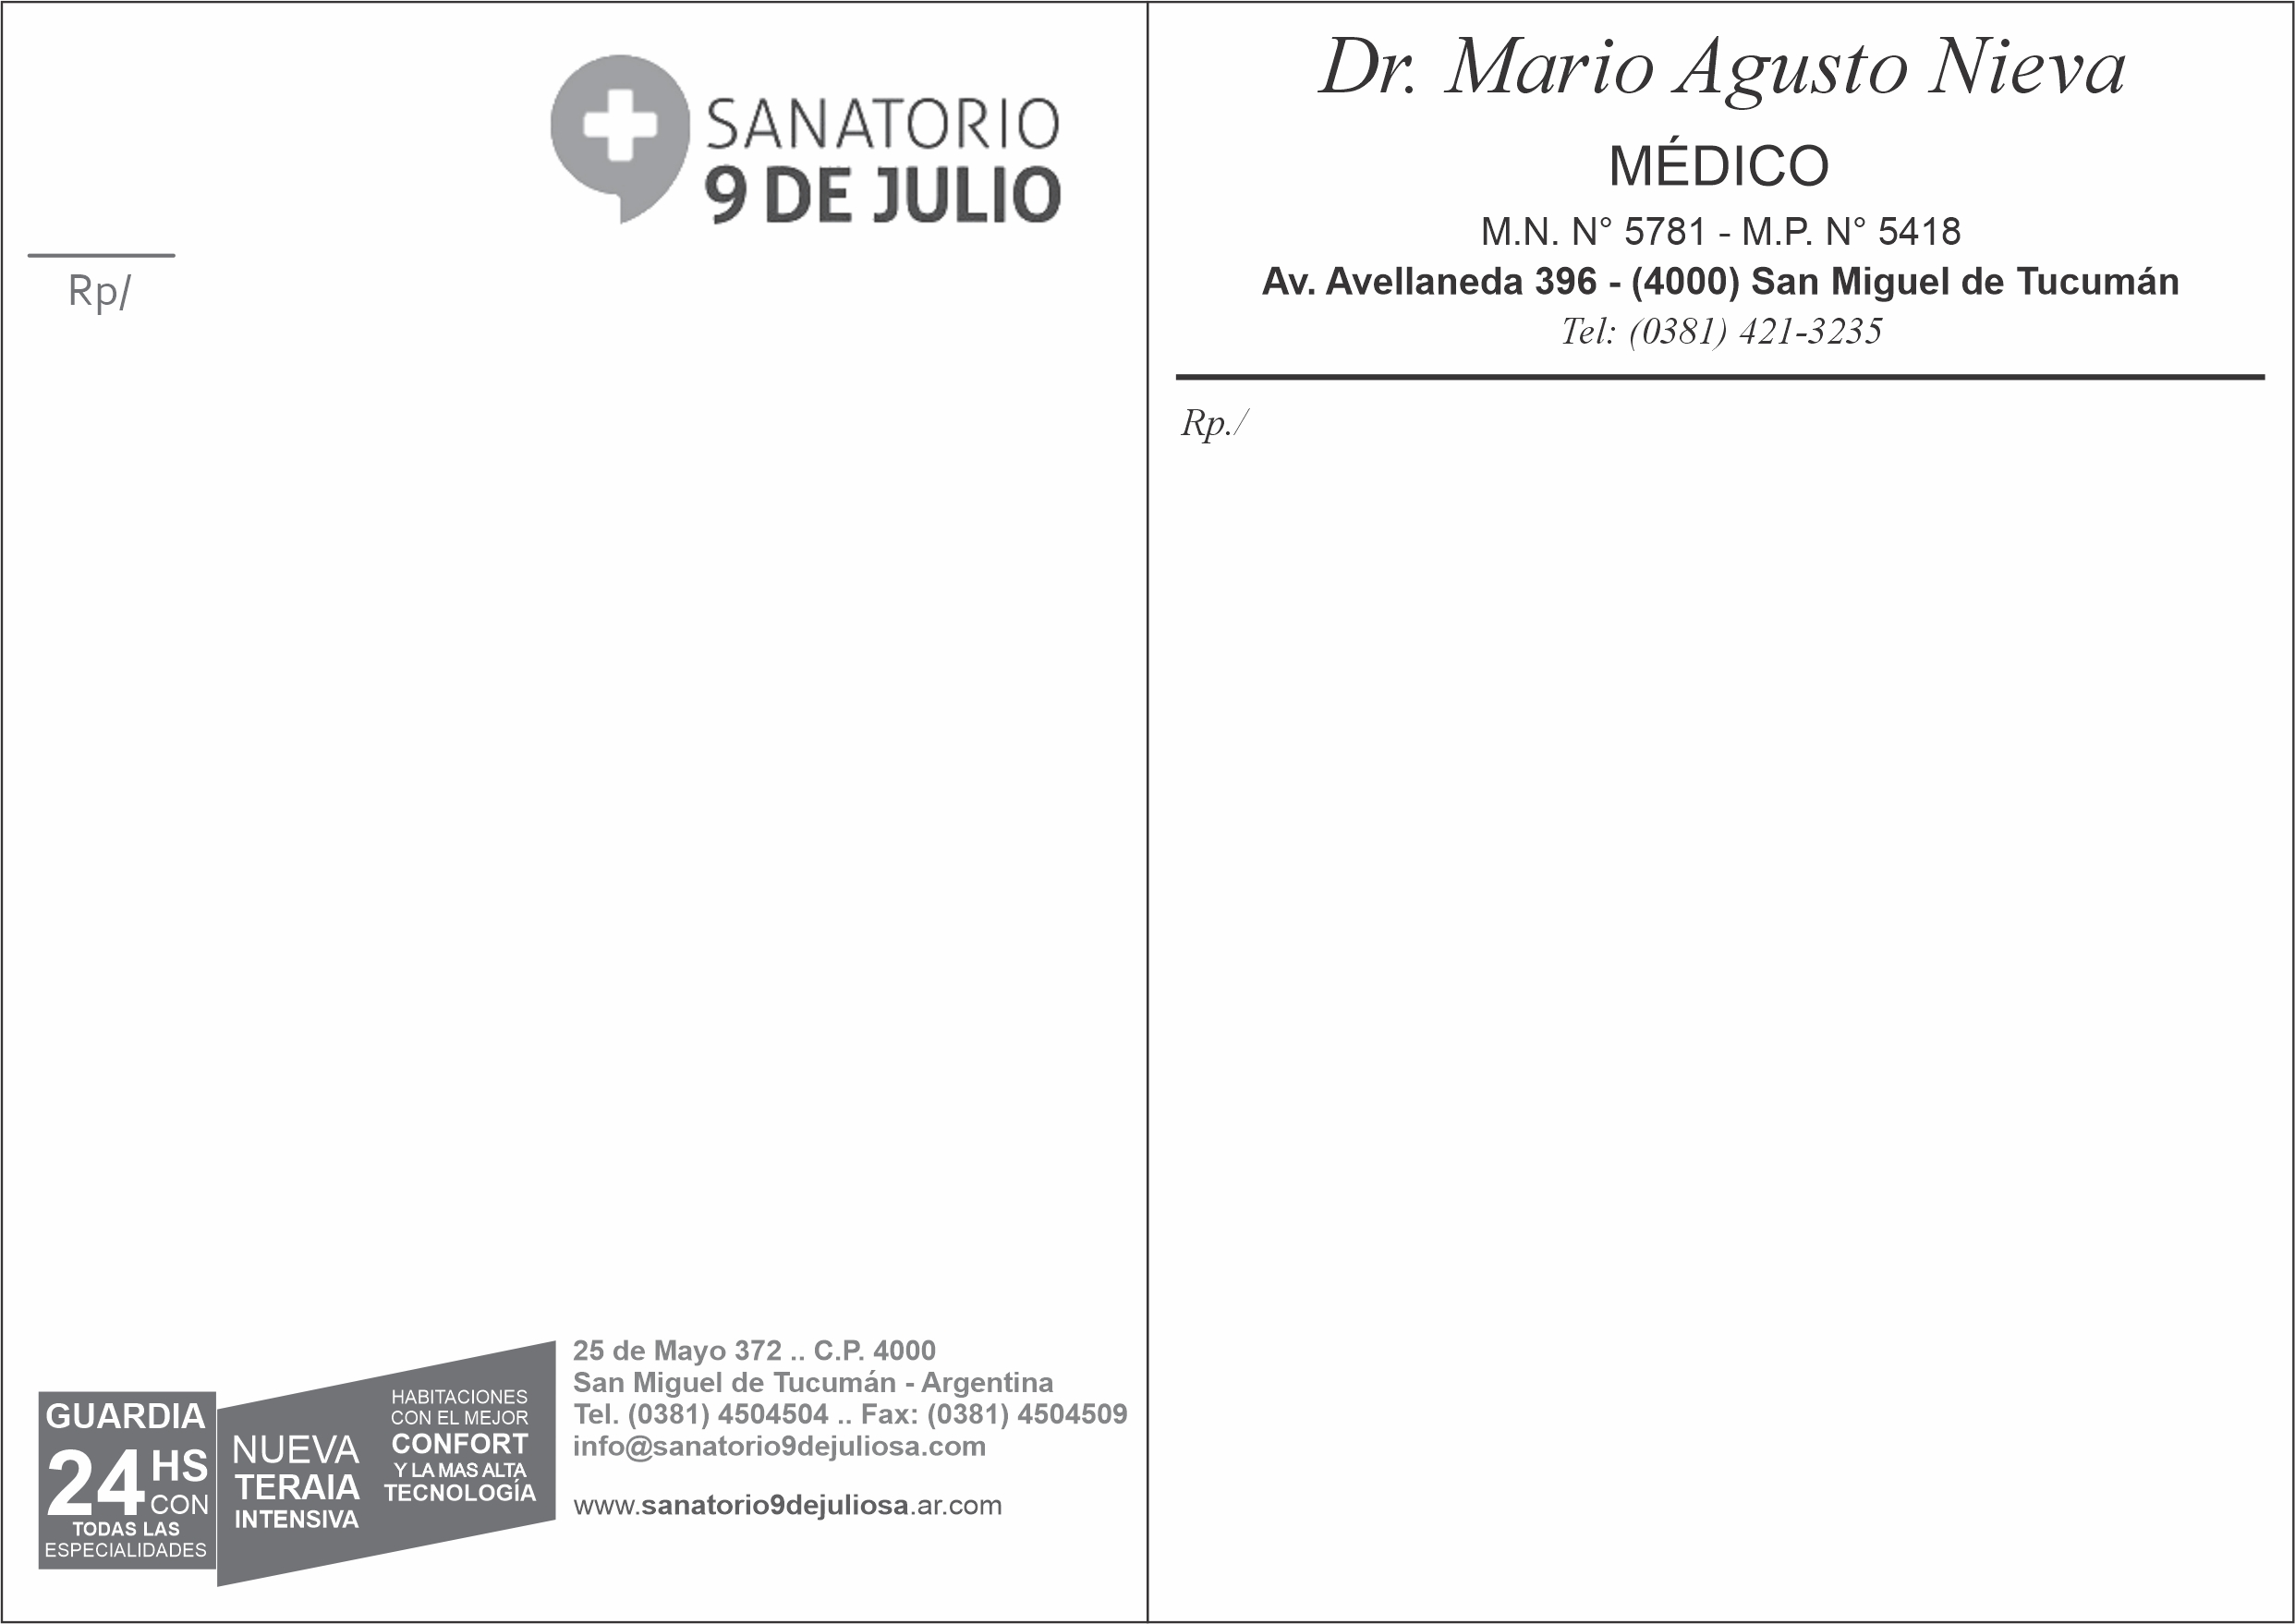 SANATORIO
9 DE JULIO
Rp/
GUARDIA
24 HS
CON
TODAS LAS
ESPECIALIDADES
NUEVA
TERAIA
INTENSIVA
HABITACIONES
CON EL MEJOR
CONFORT
Y LA MAS ALTA
TECNOLOGÍA
25 de Mayo 372 .. C.P. 4000
San Miguel de Tucumán - Argentina
Tel. (0381) 4504504 .. Fax: (0381) 4504509
info@sanatorio9dejuliosa.com
www.sanatorio9dejuliosa.ar.com
Dr. Mario Agusto Nieva
MÉDICO
M.N. N° 5781 - M.P. N° 5418
Av. Avellaneda 396 - (4000) San Miguel de Tucumán
Tel: (0381) 421-3235
Rp./